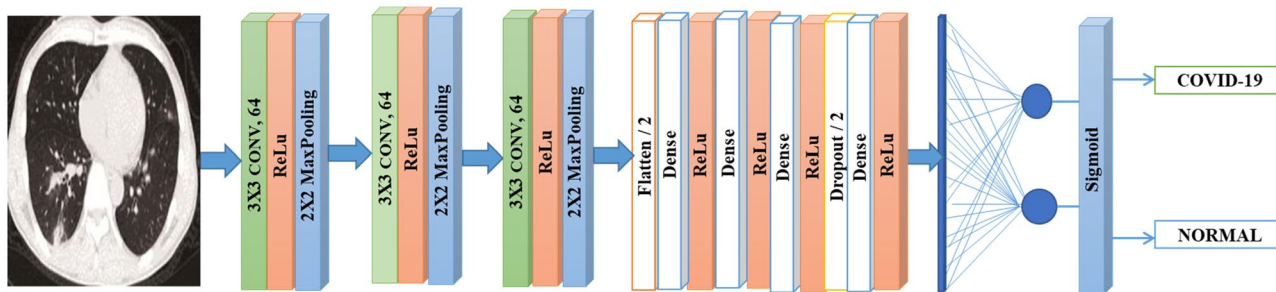 3X3 CONV, 64
ReLu
2X2 MaxPooling
3X3 CONV, 64
ReLu
2X2 MaxPooling
3X3 CONV, 64
ReLu
2X2 MaxPooling
Flatten / 2
Dense
ReLu
Dense
ReLu
Dense
ReLu
Dropout / 2
Dense
ReLu
Sigmoid
COVID-19
NORMAL